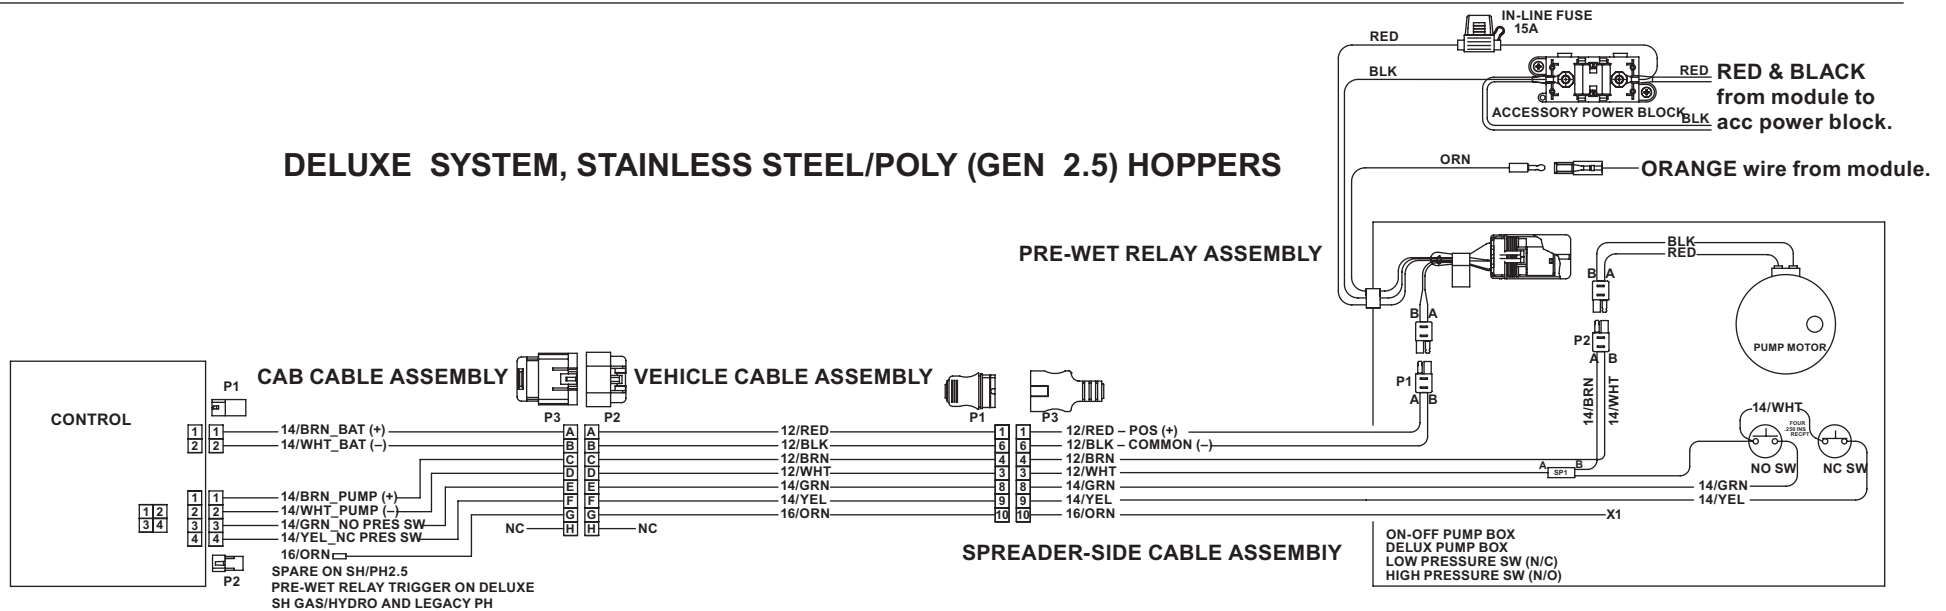 IN-LINE FUSE
15A
RED
BLK
RED
RED & BLACK
from module to
acc power block.
ACCESSORY POWER BLOCK
BLK
DELUXE SYSTEM, STAINLESS STEEL/POLY (GEN 2.5) HOPPERS
ORN
ORANGE wire from module.
PRE-WET RELAY ASSEMBLY
BLK
RED
B A
B A
P2
A B
PUMP MOTOR
P1
A B
14/BRN
14/WHT
CONTROL
P1
CAB CABLE ASSEMBLY
P3
P2
VEHICLE CABLE ASSEMBLY
P1
P3
14/WHT
FOUR
.250 INS
RECPT
NO SW
NC SW
1 1 14/BRN_BAT (+) A A 12/RED 1 1 12/RED – POS (+)
2 2 14/WHT_BAT (–) B B 12/BLK 6 6 12/BLK – COMMON (–)
C C 12/BRN 4 4 12/BRN
D D 12/WHT 3 3 12/WHT A SP1 B
E E 14/GRN 8 8 14/GRN 14/GRN
1 1 14/BRN_PUMP (+) F F 14/YEL 9 9 14/YEL 14/YEL
1 2 2 2 14/WHT_PUMP (–) G G 16/ORN 10 10 16/ORN X1
3 4 3 3 14/GRN_NO PRES SW NC H H NC
4 4 14/YEL_NC PRES SW
16/ORN
P2
SPARE ON SH/PH2.5
PRE-WET RELAY TRIGGER ON DELUXE
SH GAS/HYDRO AND LEGACY PH
SPREADER-SIDE CABLE ASSEMBIY
ON-OFF PUMP BOX
DELUX PUMP BOX
LOW PRESSURE SW (N/C)
HIGH PRESSURE SW (N/O)